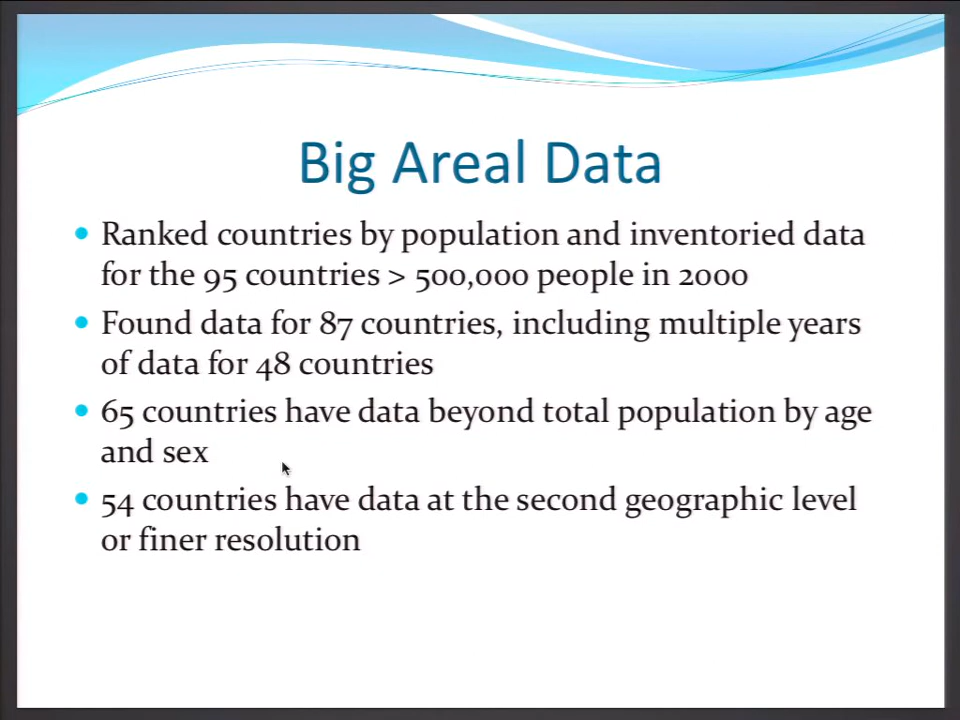 Big Areal Data
Ranked countries by population and inventoried data
for the 95 countries > 500,000 people in 2000
Found data for 87 countries, including multiple years
of data for 48 countries
65 countries have data beyond total population by age
and sex
54 countries have data at the second geographic level
or finer resolution